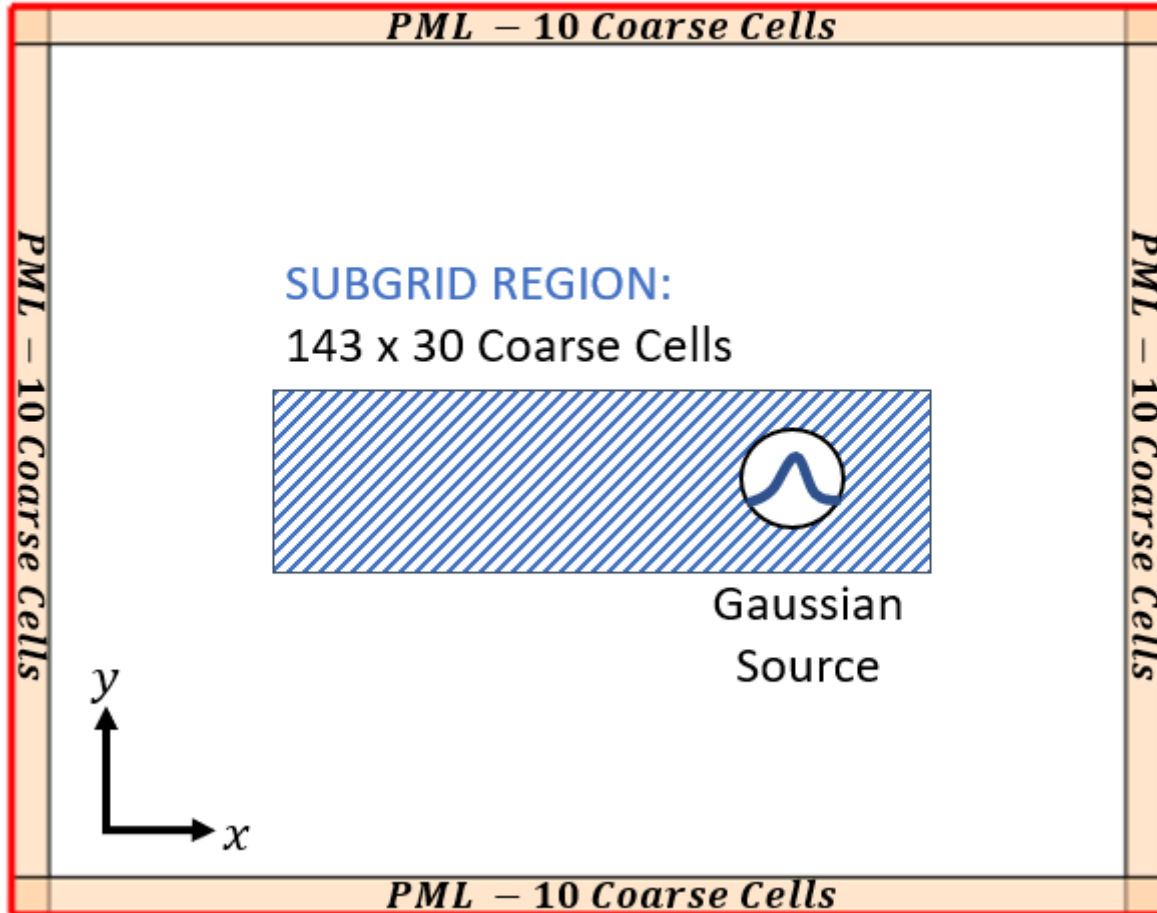 PML – 10 Coarse Cells
PML – 10 Coarse Cells
PML – 10 Coarse Cells
SUBGRID REGION:
143 x 30 Coarse Cells
Gaussian
Source
y
x
PML – 10 Coarse Cells